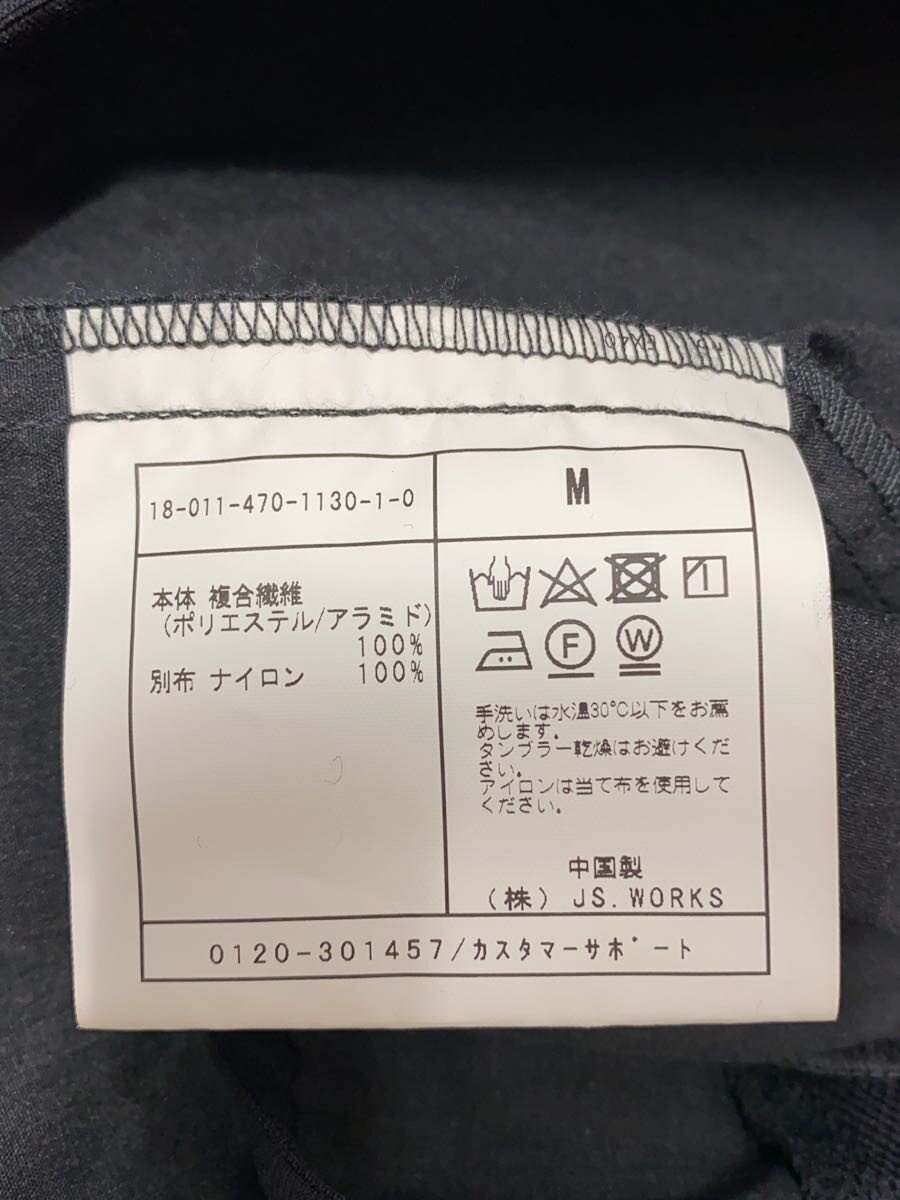 18-011-470-1130-1-0
M
本体 複合繊維
(ポリエステル/アラミド)
100%
別布 ナイロン 100%
F
W
手洗いは水温30℃以下をお薦
めします.
タンブラー乾燥はお避けくだ
さい.
アイロンは当て布を使用して
ください.
中国製
(株) JS.WORKS
0120-301457/カスタマーサポート